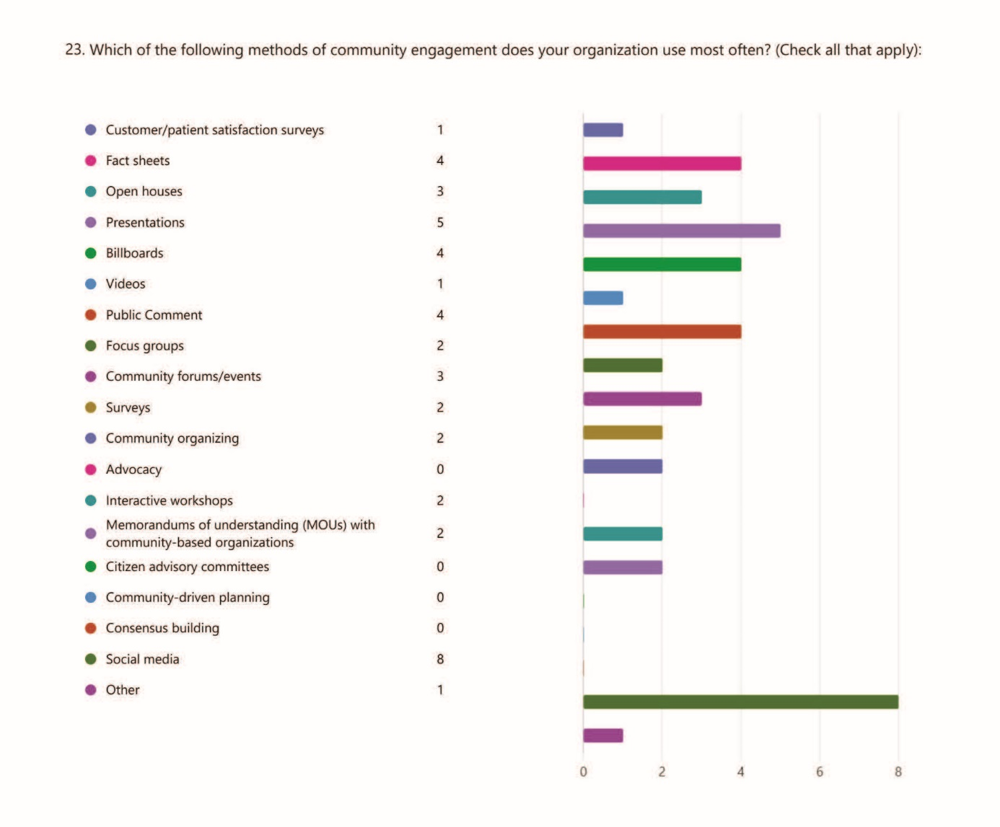 23. Which of the following methods of community engagement does your organization use most often? (Check all that apply):
Customer/patient satisfaction surveys 1
Fact sheets 4
Open houses 3
Presentations 5
Billboards 4
Videos 1
Public Comment 4
Focus groups 2
Community forums/events 3
Surveys 2
Community organizing 2
Advocacy 0
Interactive workshops 2
Memorandums of understanding (MOUs) with
community-based organizations 2
Citizen advisory committees 0
Community-driven planning 0
Consensus building 0
Social media 8
Other 1
0 2 4 6 8